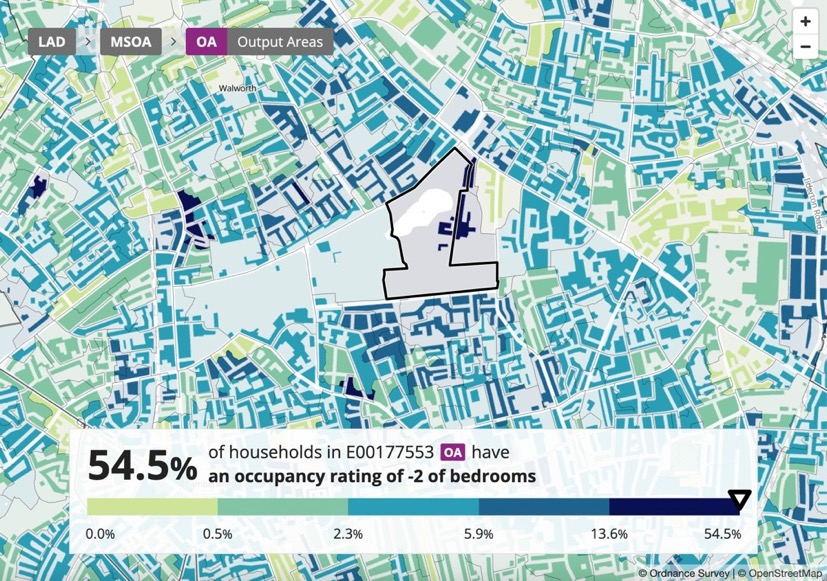 +
LAD > MSOA > OA Output Areas
−
Walworth
54.5% of households in E00177553 OA have
an occupancy rating of -2 of bedrooms
0.0% 0.5% 2.3% 5.9% 13.6% 54.5%
© Ordnance Survey | © OpenStreetMap